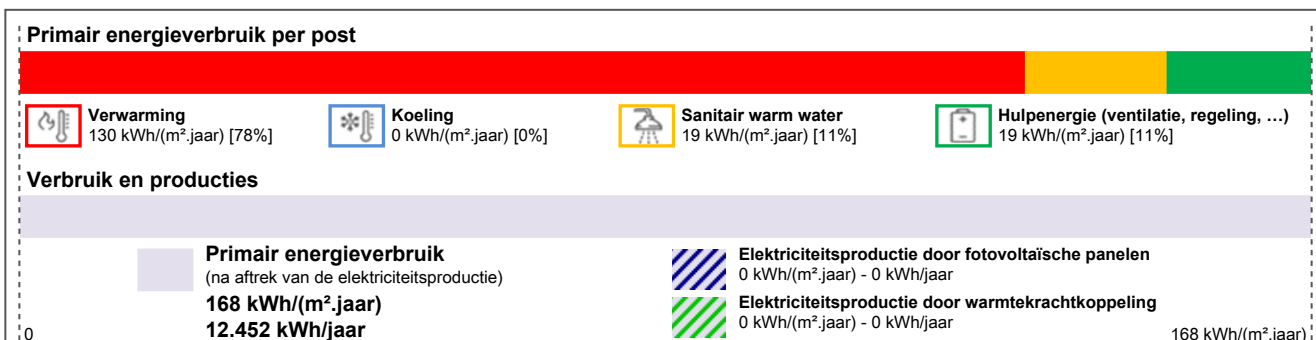 Primair energieverbruik per post
Verwarming
130 kWh/(m².jaar) [78%]
Koeling
0 kWh/(m².jaar) [0%]
Sanitair warm water
19 kWh/(m².jaar) [11%]
Hulpenergie (ventilatie, regeling, …)
19 kWh/(m².jaar) [11%]
Verbruik en producties
Primair energieverbruik
(na aftrek van de elektriciteitsproductie)
168 kWh/(m².jaar)
12.452 kWh/jaar
Elektriciteitsproductie door fotovoltaïsche panelen
0 kWh/(m².jaar) - 0 kWh/jaar
Elektriciteitsproductie door warmtekrachtkoppeling
0 kWh/(m².jaar) - 0 kWh/jaar
0
168 kWh/(m².jaar)